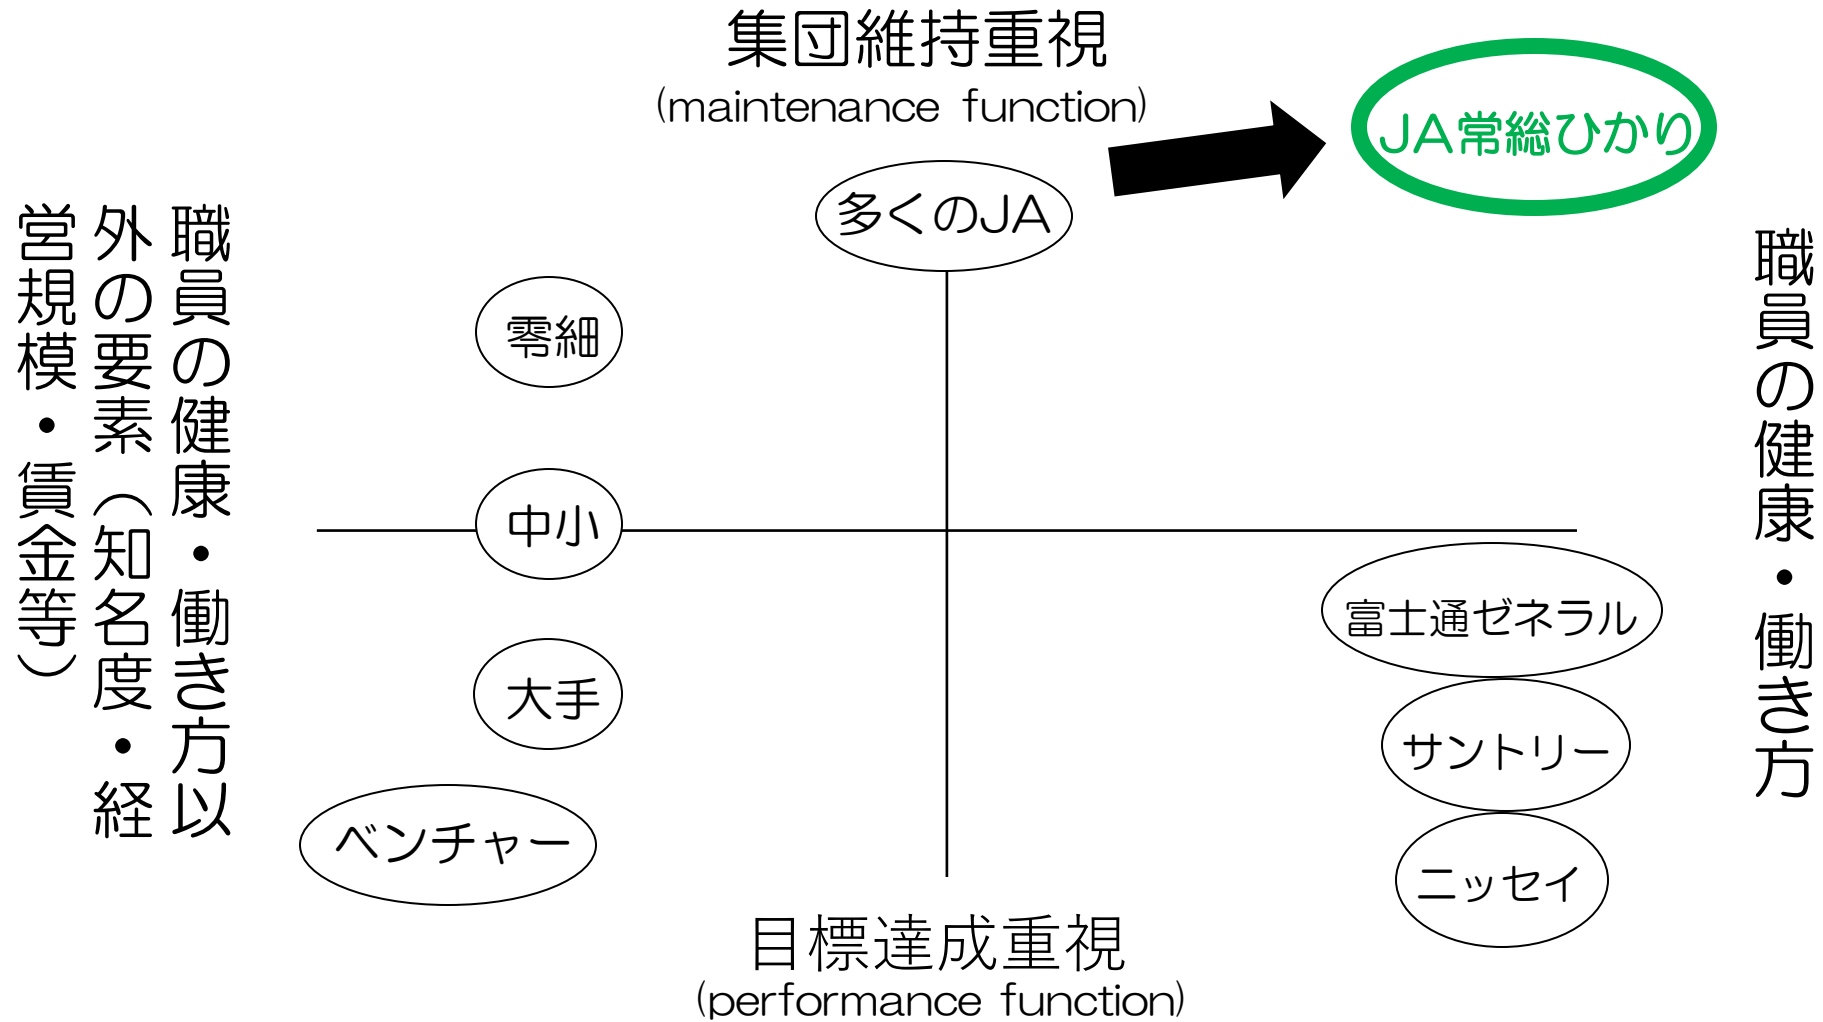 集団維持重視
(maintenance function)
JA常総ひかり
多くのJA
職員の健康・働き方以
外の要素（知名度・経
営規模・賃金等）
零細
中小
大手
ベンチャー
職員の健康・働き方
富士通ゼネラル
サントリー
ニッセイ
目標達成重視
(performance function)